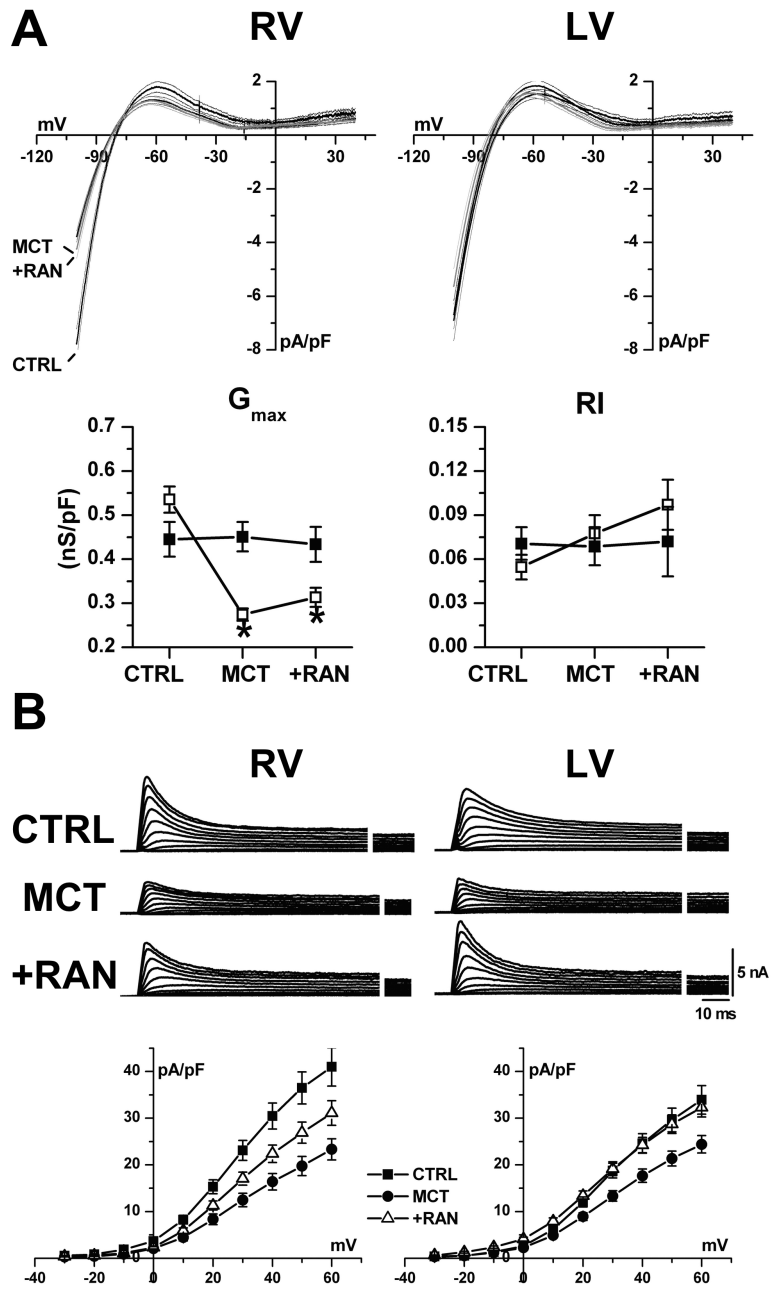 A
RV
LV
2
2
mV
mV
-120 -90 -60 -30 30
-120 -90 -60 -30 30
-2
-2
MCT
+RAN
-4
-4
-6
-6
CTRL
-8 pA/pF
-8 pA/pF
Gmax
RI
(nS/pF)
0.7
0.6
0.5
0.4
0.3
0.2
* *
CTRL MCT +RAN
0.15
0.12
0.09
0.06
0.03
0.00
CTRL MCT +RAN
B
RV
LV
CTRL
MCT
+RAN
5 nA
10 ms
pA/pF
40
30
20
10
0
mV
-40 -20 0 20 40 60
CTRL
MCT
+RAN
pA/pF
40
30
20
10
0
mV
-40 -20 0 20 40 60